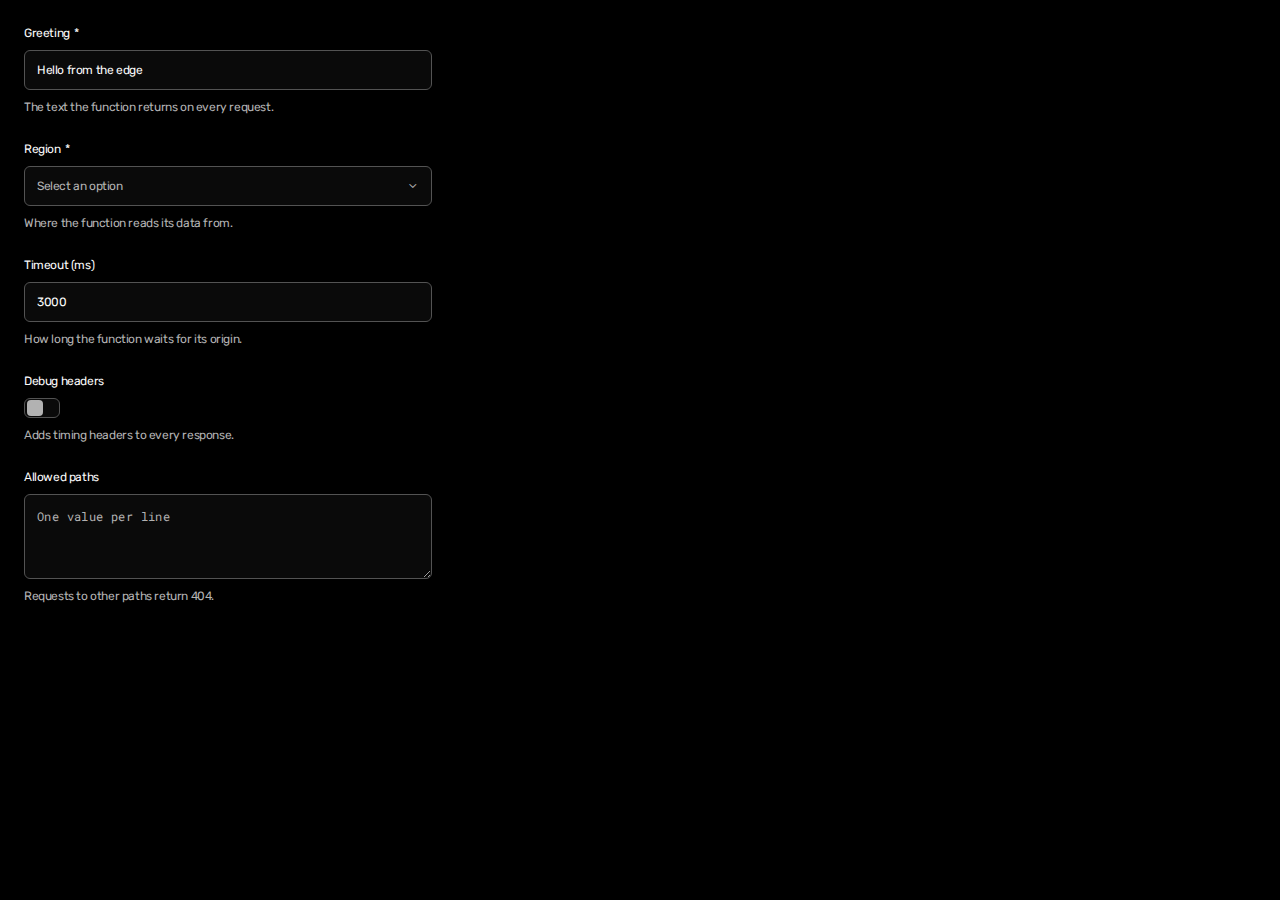 Greeting *
Hello from the edge
The text the function returns on every request.
Region *
Select an option
Where the function reads its data from.
Timeout (ms)
3000
How long the function waits for its origin.
Debug headers
Adds timing headers to every response.
Allowed paths
One value per line
Requests to other paths return 404.